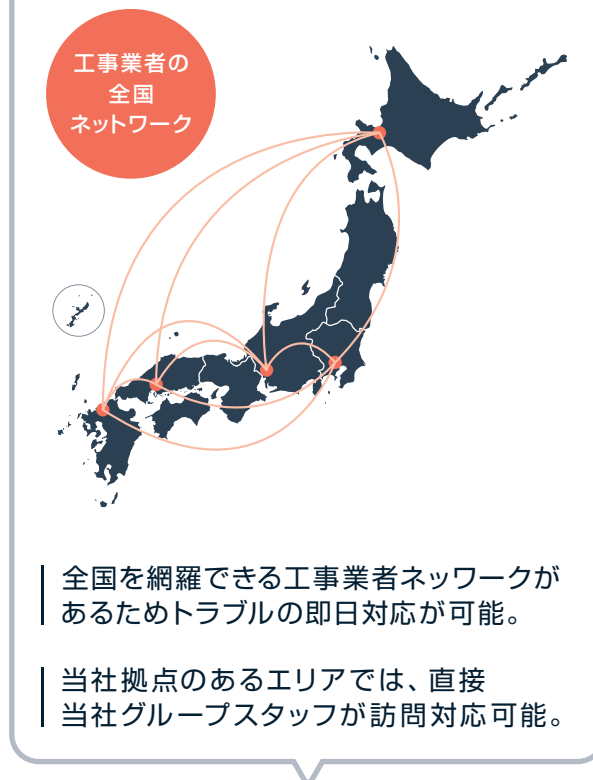 工事業者の
全国
ネットワーク
全国を網羅できる工事業者ネッワークが
あるためトラブルの即日対応が可能。
当社拠点のあるエリアでは、直接
当社グループスタッフが訪問対応可能。